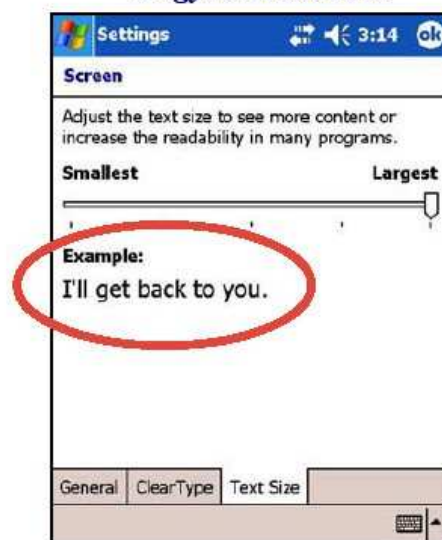 Settings 3:14 ok
Screen
Adjust the text size to see more content or
increase the readability in many programs.
Smallest Largest
Example:
I'll get back to you.
General ClearType Text Size